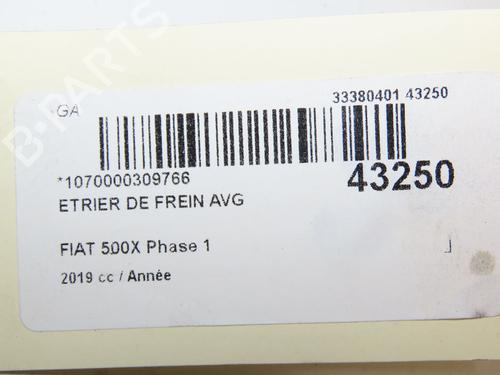 B-PARTS
GA
33380401 43250
*1070000309766
43250
ETRIER DE FREIN AVG
FIAT 500X Phase 1
2019 cc / Année